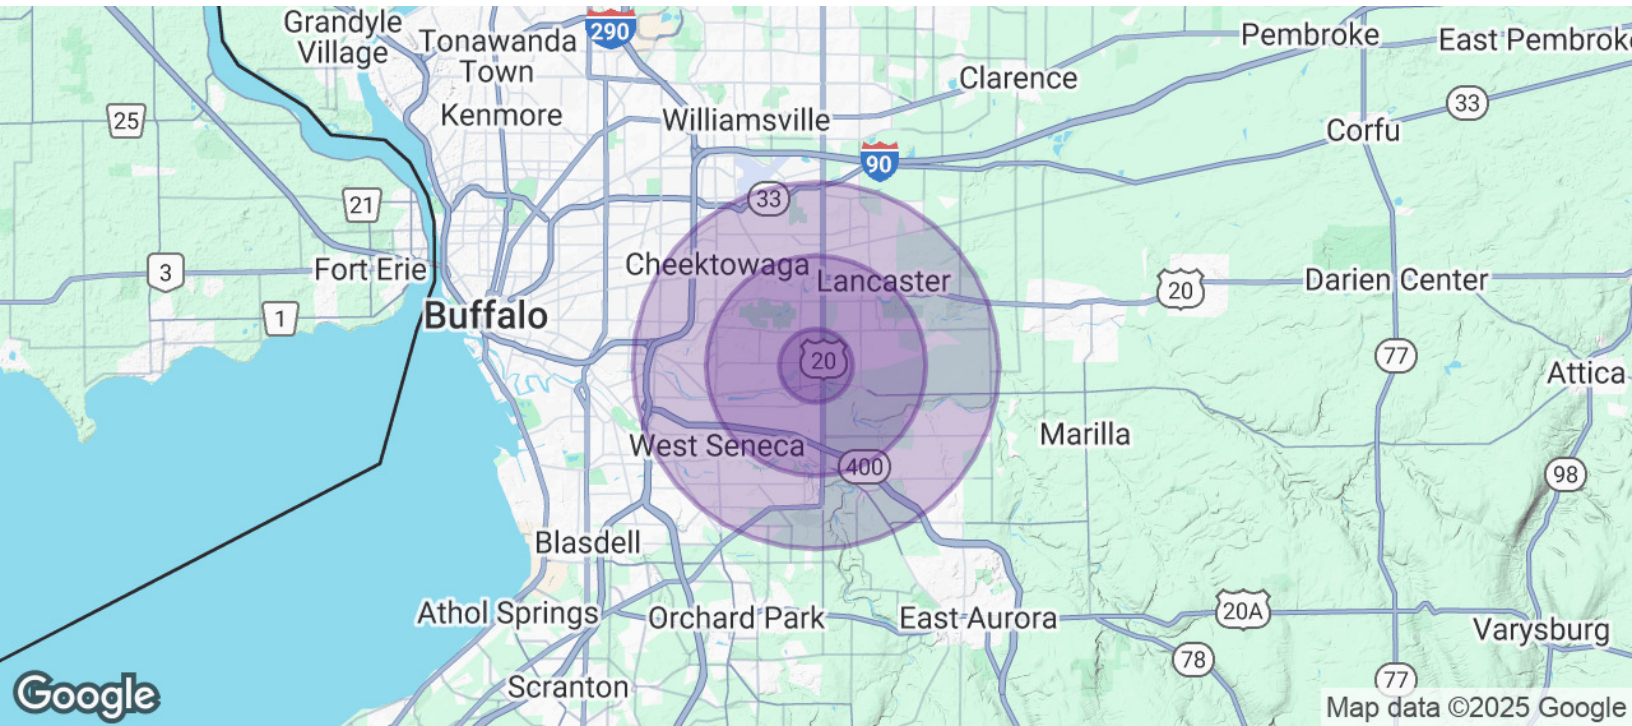 Grandyle
Village
Tonawanda
Town
290
Pembroke
East Pembroke
Clarence
33
Kenmore
Williamsville
25
Corfu
90
21
33
Fort Erie
3
Cheektowaga
Lancaster
Darien Center
20
Buffalo
1
20
77
Attica
West Seneca
Marilla
400
98
Blasdell
Athol Springs
Orchard Park
East Aurora
20A
Varysburg
78
Scranton
77
Google
Map data ©2025 Google